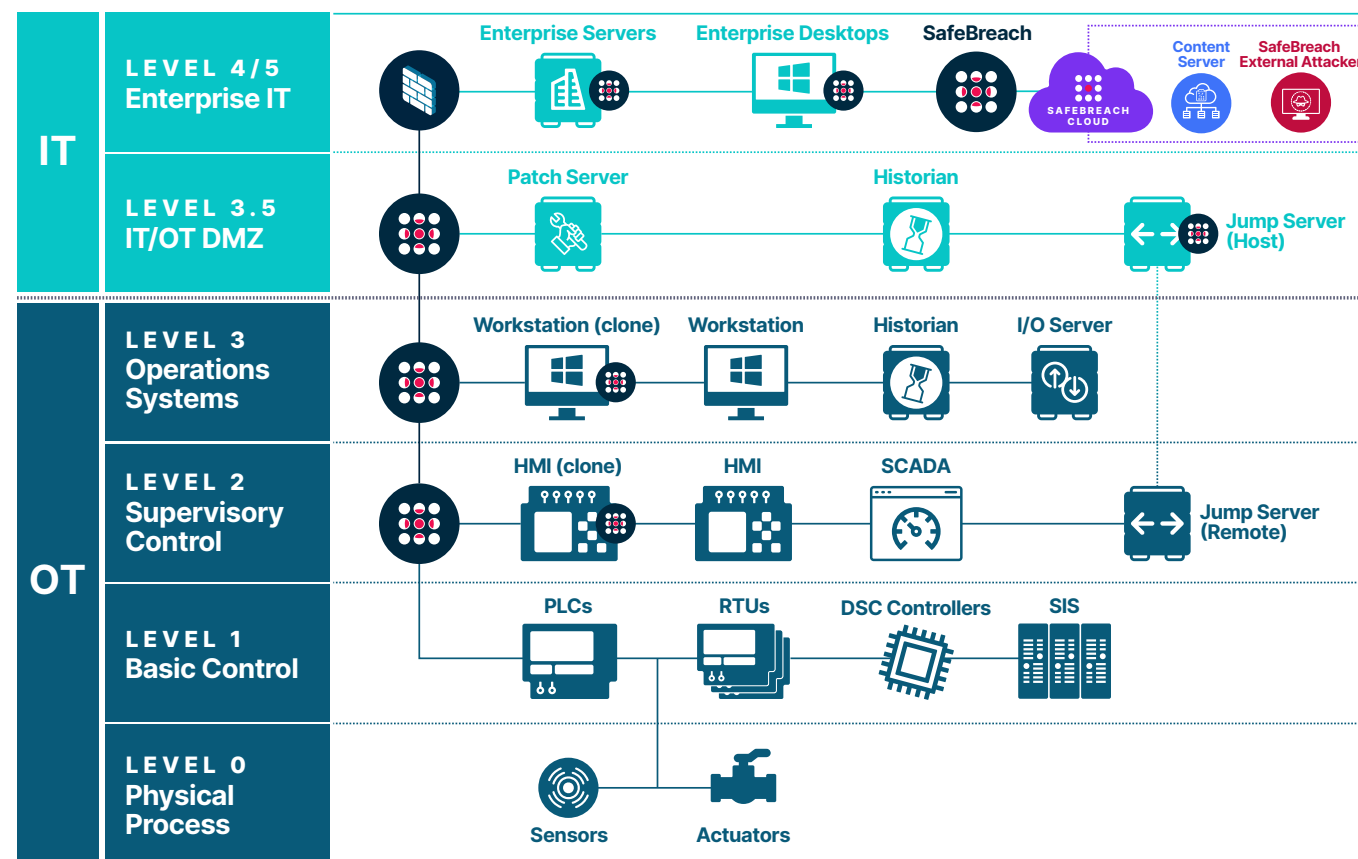 IT
LEVEL 4/5
Enterprise IT
Enterprise Servers
Enterprise Desktops
SafeBreach
SAFEBREACH
CLOUD
Content
Server
SafeBreach
External Attacker
LEVEL 3.5
IT/OT DMZ
Patch Server
Historian
Jump Server
(Host)
OT
LEVEL 3
Operations
Systems
Workstation (clone)
Workstation
Historian
I/O Server
LEVEL 2
Supervisory
Control
HMI (clone)
HMI
SCADA
Jump Server
(Remote)
LEVEL 1
Basic Control
PLCs
RTUs
DSC Controllers
SIS
LEVEL 0
Physical
Process
Sensors
Actuators